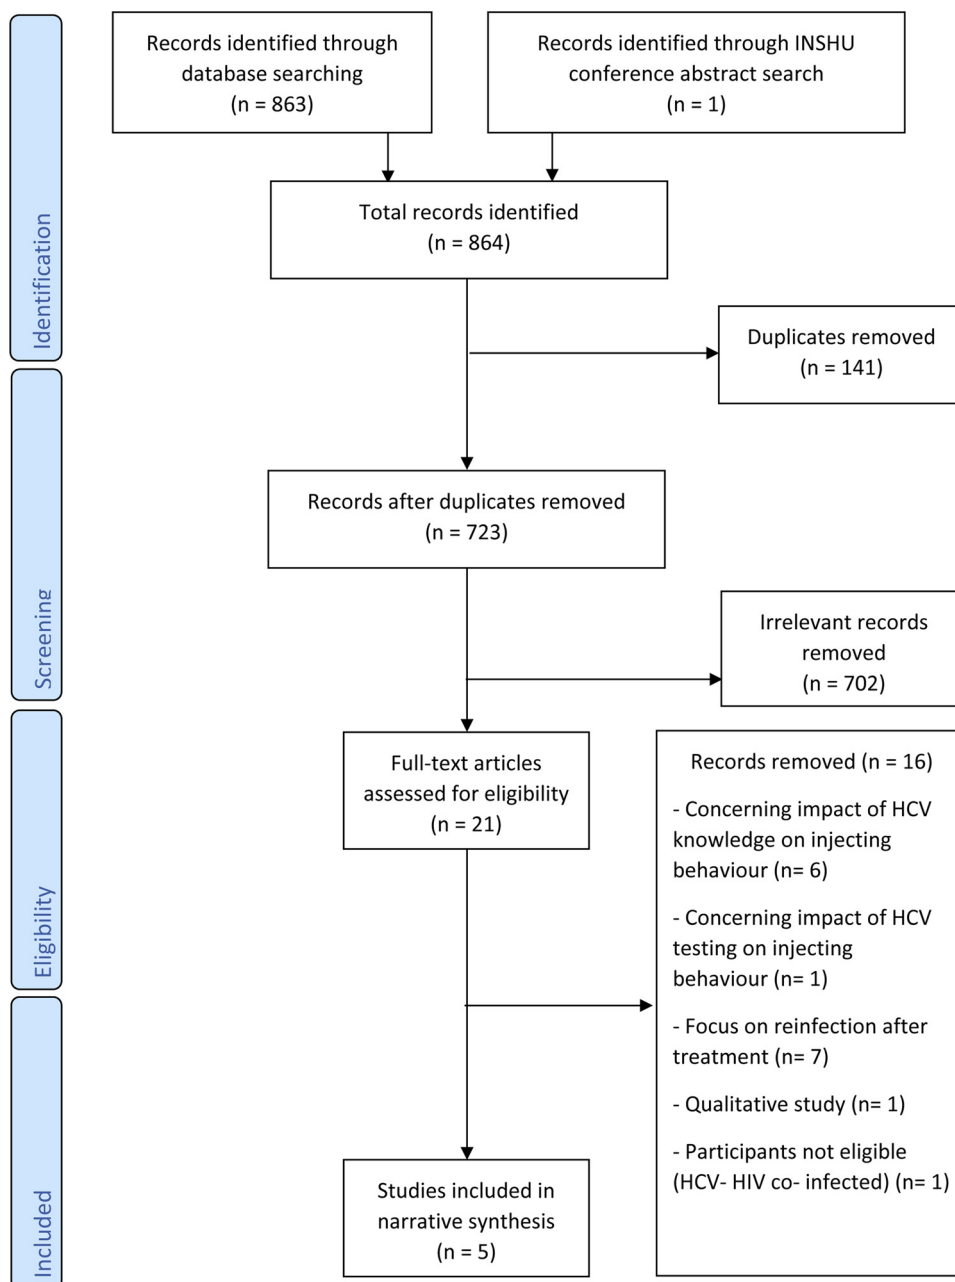 Records identified through
database searching
(n = 863)
Records identified through INSHU
conference abstract search
(n = 1)
Total records identified
(n = 864)
Identification
Duplicates removed
(n = 141)
Records after duplicates removed
(n = 723)
Screening
Irrelevant records
removed
(n = 702)
Full-text articles
assessed for eligibility
(n = 21)
Eligibility
Records removed (n = 16)
- Concerning impact of HCV
knowledge on injecting
behaviour (n= 6)
- Concerning impact of HCV
testing on injecting
behaviour (n= 1)
- Focus on reinfection after
treatment (n= 7)
- Qualitative study (n= 1)
- Participants not eligible
(HCV- HIV co- infected) (n= 1)
Studies included in
narrative synthesis
(n = 5)
Included